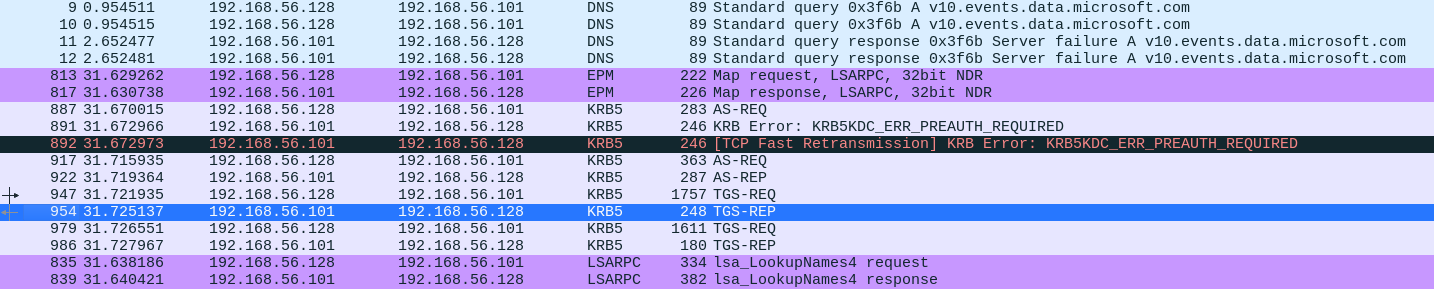 9 0.954511 192.168.56.128 192.168.56.101 DNS 89 Standard query 0x3f6b A v10.events.data.microsoft.com
10 0.954515 192.168.56.128 192.168.56.101 DNS 89 Standard query 0x3f6b A v10.events.data.microsoft.com
11 2.652477 192.168.56.101 192.168.56.128 DNS 89 Standard query response 0x3f6b Server failure A v10.events.data.microsoft.com
12 2.652481 192.168.56.101 192.168.56.128 DNS 89 Standard query response 0x3f6b Server failure A v10.events.data.microsoft.com
813 31.629262 192.168.56.128 192.168.56.101 EPM 222 Map request, LSARPC, 32bit NDR
817 31.630738 192.168.56.101 192.168.56.128 EPM 226 Map response, LSARPC, 32bit NDR
887 31.670015 192.168.56.128 192.168.56.101 KRB5 283 AS-REQ
891 31.672966 192.168.56.101 192.168.56.128 KRB5 246 KRB Error: KRB5KDC_ERR_PREAUTH_REQUIRED
892 31.672973 192.168.56.101 192.168.56.128 KRB5 246 [TCP Fast Retransmission] KRB Error: KRB5KDC_ERR_PREAUTH_REQUIRED
917 31.715935 192.168.56.128 192.168.56.101 KRB5 363 AS-REQ
922 31.719364 192.168.56.101 192.168.56.128 KRB5 287 AS-REP
947 31.721935 192.168.56.128 192.168.56.101 KRB5 1757 TGS-REQ
954 31.725137 192.168.56.101 192.168.56.128 KRB5 248 TGS-REP
979 31.726551 192.168.56.128 192.168.56.101 KRB5 1611 TGS-REQ
986 31.727967 192.168.56.101 192.168.56.128 KRB5 180 TGS-REP
835 31.638186 192.168.56.128 192.168.56.101 LSARPC 334 lsa_LookupNames4 request
839 31.640421 192.168.56.101 192.168.56.128 LSARPC 382 lsa_LookupNames4 response